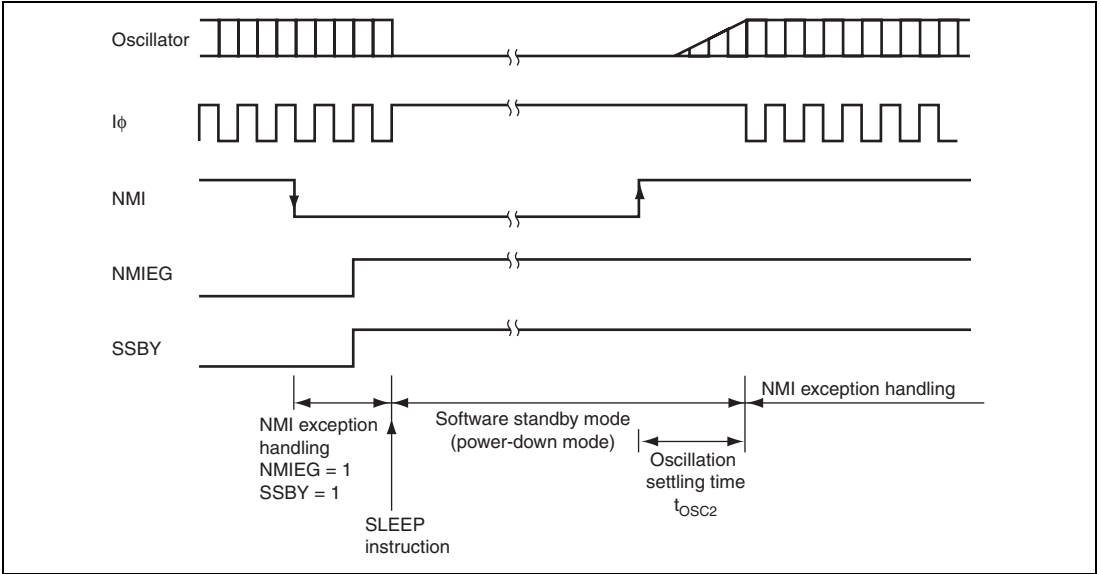 Oscillator
Iϕ
NMI
NMIEG
SSBY
NMI exception
handling
NMIEG = 1
SSBY = 1
SLEEP
instruction
Software standby mode
(power-down mode)
Oscillation
settling time
tOSC2
NMI exception handling